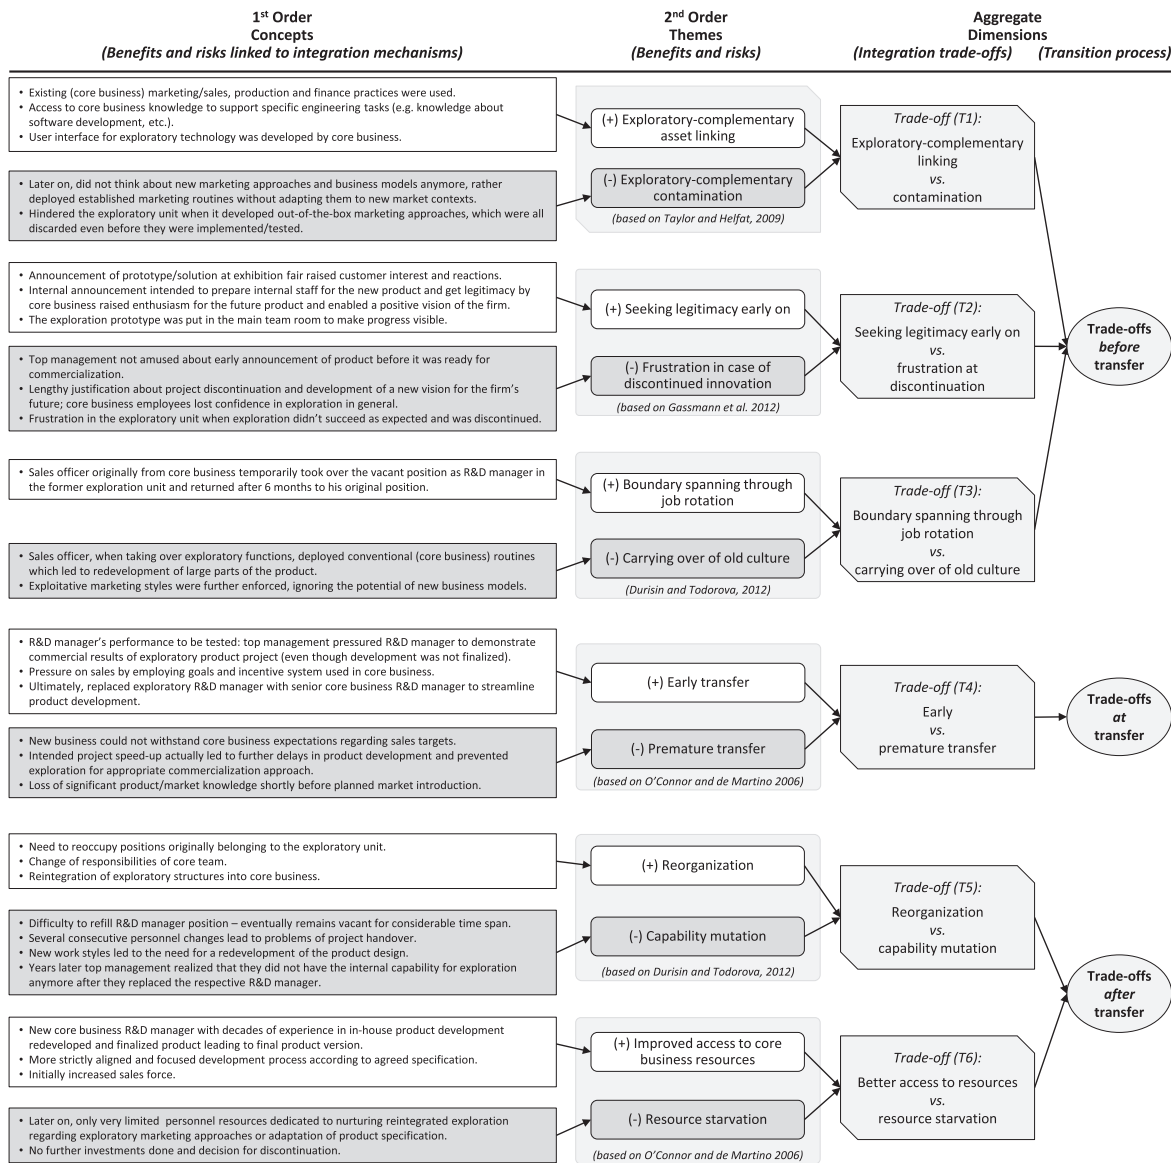 1st Order
Concepts
(Benefits and risks linked to integration mechanisms)
2nd Order
Themes
(Benefits and risks)
Aggregate
Dimensions
(Integration trade-offs) (Transition process)
• Existing (core business) marketing/sales, production and finance practices were used.
• Access to core business knowledge to support specific engineering tasks (e.g. knowledge about
software development, etc.).
• User interface for exploratory technology was developed by core business.
• Later on, did not think about new marketing approaches and business models anymore, rather
deployed established marketing routines without adapting them to new market contexts.
• Hindered the exploratory unit when it developed out-of-the-box marketing approaches, which were all
discarded even before they were implemented/tested.
(+) Exploratory-complementary
asset linking
(-) Exploratory-complementary
contamination
(based on Taylor and Helfat, 2009)
Trade-off (T1):
Exploratory-complementary
linking
vs.
contamination
• Announcement of prototype/solution at exhibition fair raised customer interest and reactions.
• Internal announcement intended to prepare internal staff for the new product and get legitimacy by
core business raised enthusiasm for the future product and enabled a positive vision of the firm.
• The exploration prototype was put in the main team room to make progress visible.
• Top management not amused about early announcement of product before it was ready for
commercialization.
• Lengthy justification about project discontinuation and development of a new vision for the firm's
future; core business employees lost confidence in exploration in general.
• Frustration in the exploratory unit when exploration didn't succeed as expected and was discontinued.
(+) Seeking legitimacy early on
(-) Frustration in case of
discontinued innovation
(based on Gassmann et al. 2012)
Trade-off (T2):
Seeking legitimacy early on
vs.
frustration at
discontinuation
Trade-offs
before
transfer
• Sales officer originally from core business temporarily took over the vacant position as R&D manager in
the former exploration unit and returned after 6 months to his original position.
• Sales officer, when taking over exploratory functions, deployed conventional (core business) routines
which led to redevelopment of large parts of the product.
• Exploitative marketing styles were further enforced, ignoring the potential of new business models.
(+) Boundary spanning through
job rotation
(-) Carrying over of old culture
(Durisin and Todorova, 2012)
Trade-off (T3):
Boundary spanning through
job rotation
vs.
carrying over of old culture
• R&D manager's performance to be tested: top management pressured R&D manager to demonstrate
commercial results of exploratory product project (even though development was not finalized).
• Pressure on sales by employing goals and incentive system used in core business.
• Ultimately, replaced exploratory R&D manager with senior core business R&D manager to streamline
product development.
• New business could not withstand core business expectations regarding sales targets.
• Intended project speed-up actually led to further delays in product development and prevented
exploration for appropriate commercialization approach.
• Loss of significant product/market knowledge shortly before planned market introduction.
(+) Early transfer
(-) Premature transfer
(based on O'Connor and de Martino 2006)
Trade-off (T4):
Early
vs.
premature transfer
Trade-offs
at
transfer
• Need to reoccupy positions originally belonging to the exploratory unit.
• Change of responsibilities of core team.
• Reintegration of exploratory structures into core business.
• Difficulty to refill R&D manager position – eventually remains vacant for considerable time span.
• Several consecutive personnel changes lead to problems of project handover.
• New work styles led to the need for a redevelopment of the product design.
• Years later top management realized that they did not have the internal capability for exploration
anymore after they replaced the respective R&D manager.
(+) Reorganization
(-) Capability mutation
(based on Durisin and Todorova, 2012)
Trade-off (T5):
Reorganization
vs.
capability mutation
Trade-offs
after
transfer
• New core business R&D manager with decades of experience in in-house product development
redeveloped and finalized product leading to final product version.
• More strictly aligned and focused development process according to agreed specification.
• Initially increased sales force.
• Later on, only very limited personnel resources dedicated to nurturing reintegrated exploration
regarding exploratory marketing approaches or adaptation of product specification.
• No further investments done and decision for discontinuation.
(+) Improved access to core
business resources
(-) Resource starvation
(based on O'Connor and de Martino 2006)
Trade-off (T6):
Better access to resources
vs.
resource starvation